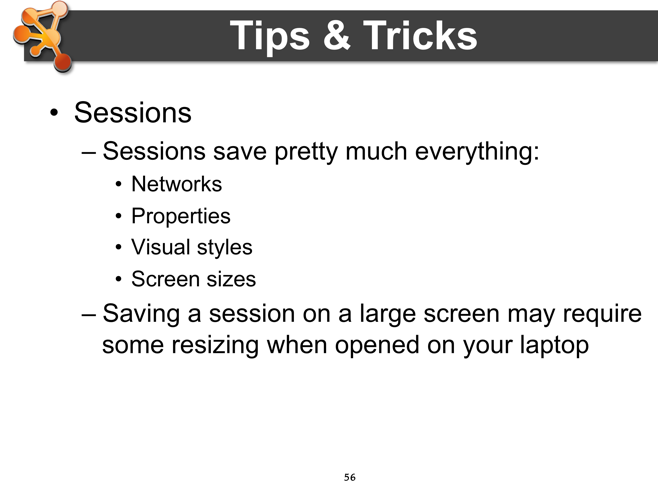 Tips & Tricks
• Sessions
– Sessions save pretty much everything:
• Networks
• Properties
• Visual styles
• Screen sizes
– Saving a session on a large screen may require
some resizing when opened on your laptop
56